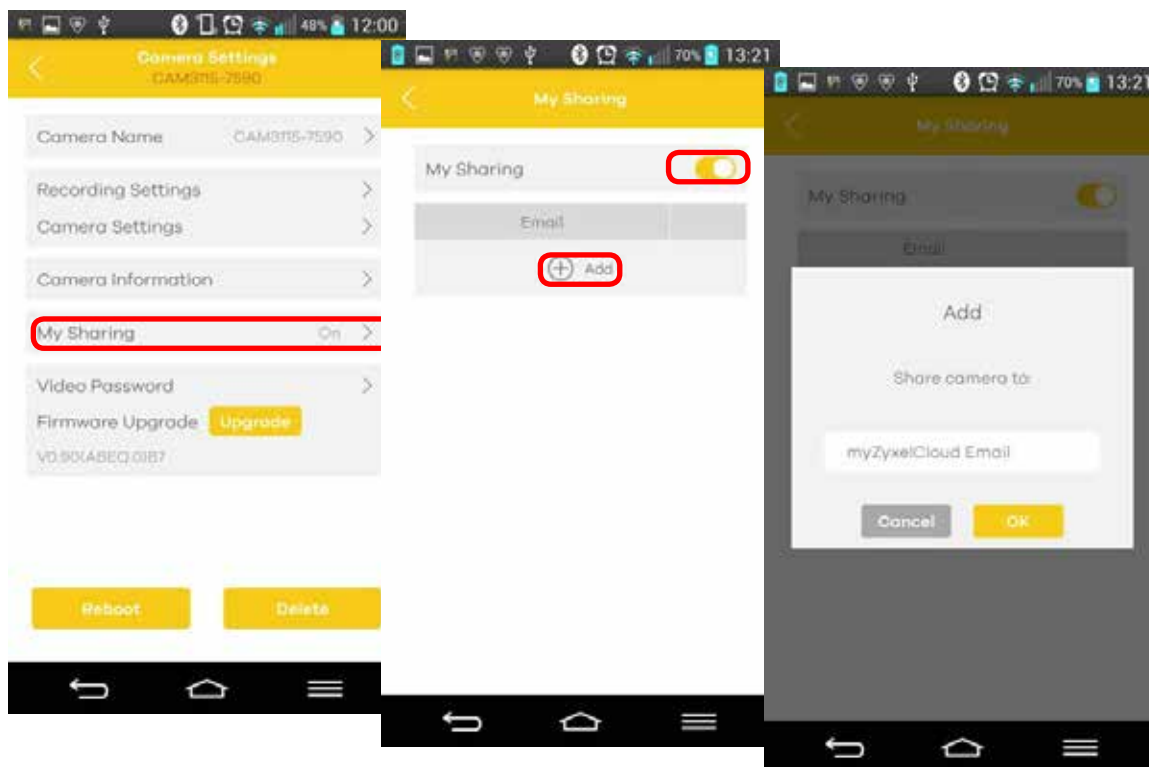 48% 12:00
Camera Settings
CAM3115-7590
Camera Name CAM3115-7590
Recording Settings
Camera Settings
Camera Information
My Sharing On
Video Password
Firmware Upgrade Upgrade
Reboot Delete
70% 13:21
My Sharing
My Sharing
Email
Add
70% 13:21
My Sharing
My Sharing
Email
Add
Share camera to:
myZyxelCloud Email
Cancel OK